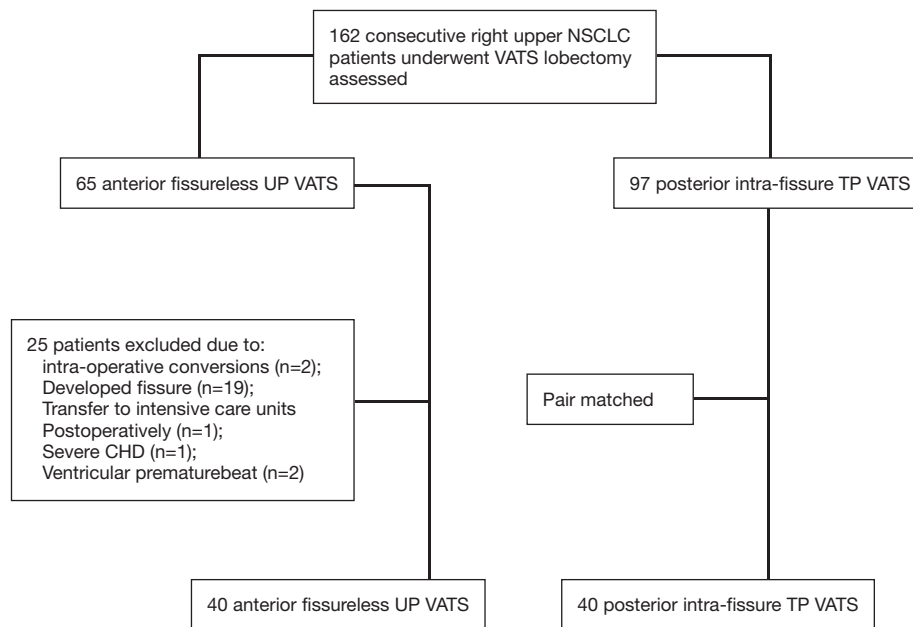 162 consecutive right upper NSCLC
patients underwent VATS lobectomy
assessed
65 anterior fissureless UP VATS
97 posterior intra-fissure TP VATS
25 patients excluded due to:
intra-operative conversions (n=2);
Developed fissure (n=19);
Transfer to intensive care units
Postoperatively (n=1);
Severe CHD (n=1);
Ventricular prematurebeat (n=2)
Pair matched
40 anterior fissureless UP VATS
40 posterior intra-fissure TP VATS